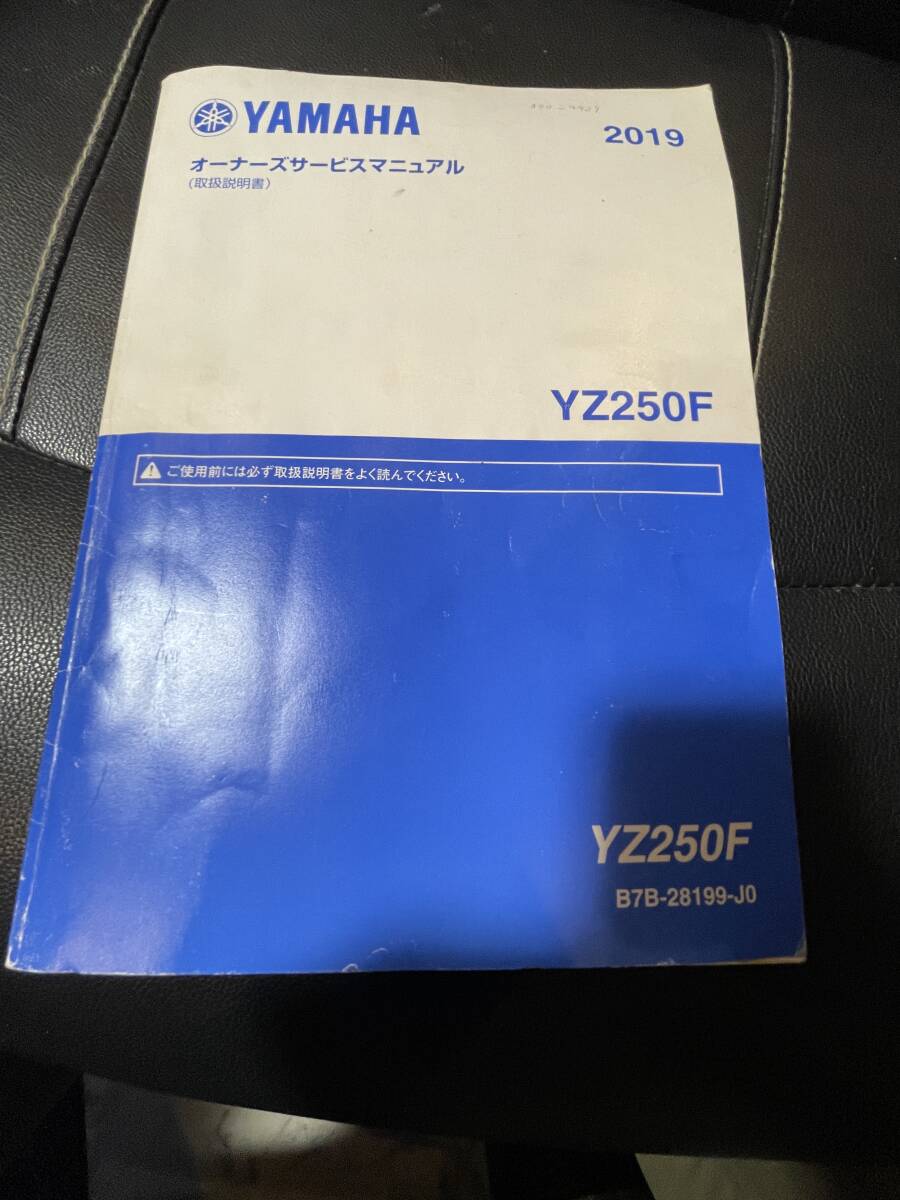 YAMAHA
2019
オーナーズサービスマニュアル
(取扱説明書)
YZ250F
ご使用前には必ず取扱説明書をよく読んでください。
YZ250F
B7B-28199-J0